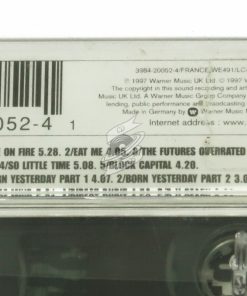 3984-20052-4/FRANCE:WE491/LC
℗ 1997 Warner Music UK Ltd. © 1997 W
The copyright in this sound recording and artwor
Music UK Ltd. A Warner Music Group Company
lending, public performance and broadcasting
Made in Germany by Warner Music
Internet address: www.
052-4 1
ON FIRE 5.28. 2/EAT ME 4.05. 3/THE FUTURES OVERRATED
4/SO LITTLE TIME 5.08. 5/BLOCK CAPITAL 4.20.
RN YESTERDAY PART 1 4.07. 2/BORN YESTERDAY PART 2 3.0